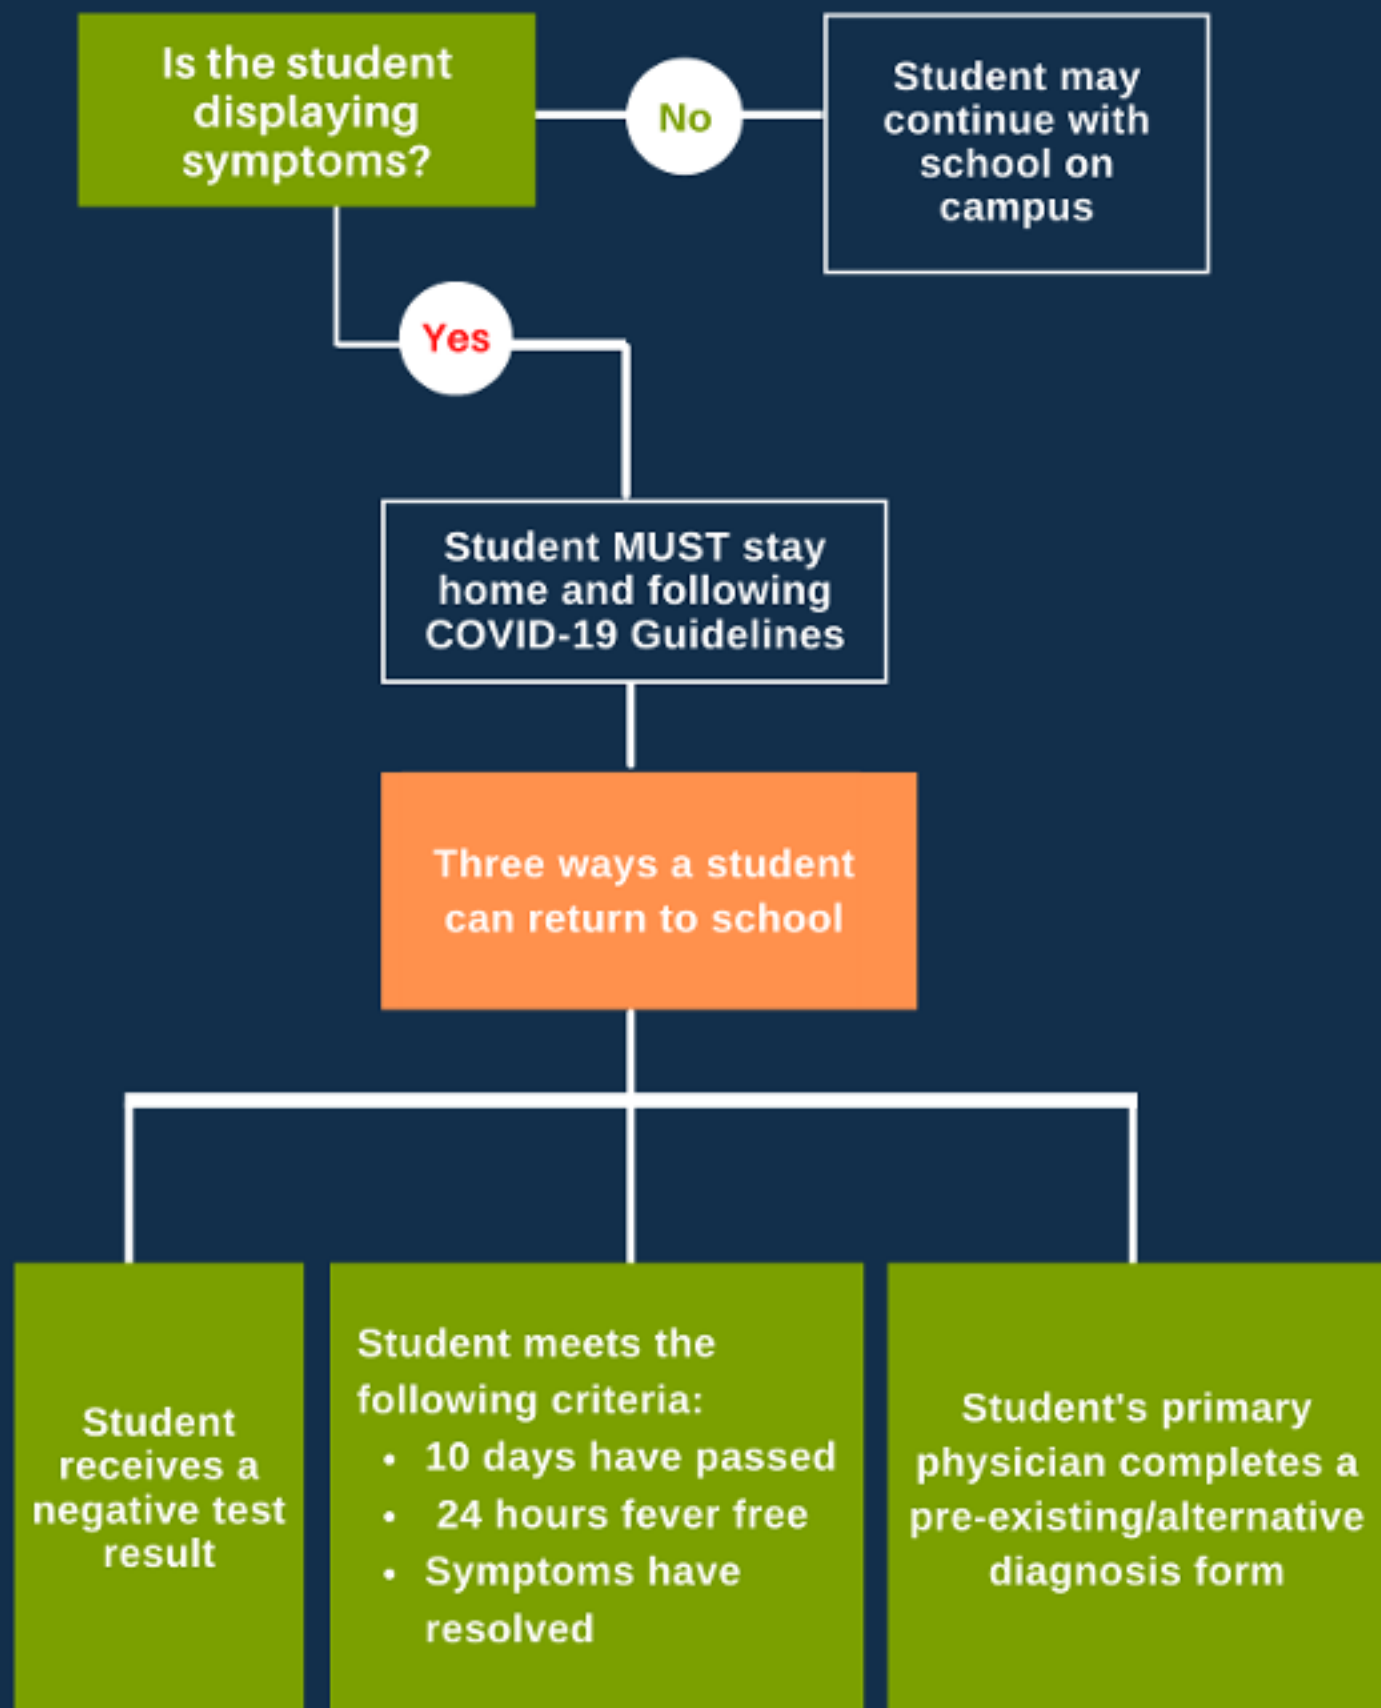 Is the student
displaying
symptoms?
No
Student may
continue with
school on
campus
Yes
Student MUST stay
home and following
COVID-19 Guidelines
Three ways a student
can return to school
Student
receives a
negative test
result
Student meets the
following criteria:
• 10 days have passed
• 24 hours fever free
• Symptoms have
resolved
Student's primary
physician completes a
pre-existing/alternative
diagnosis form